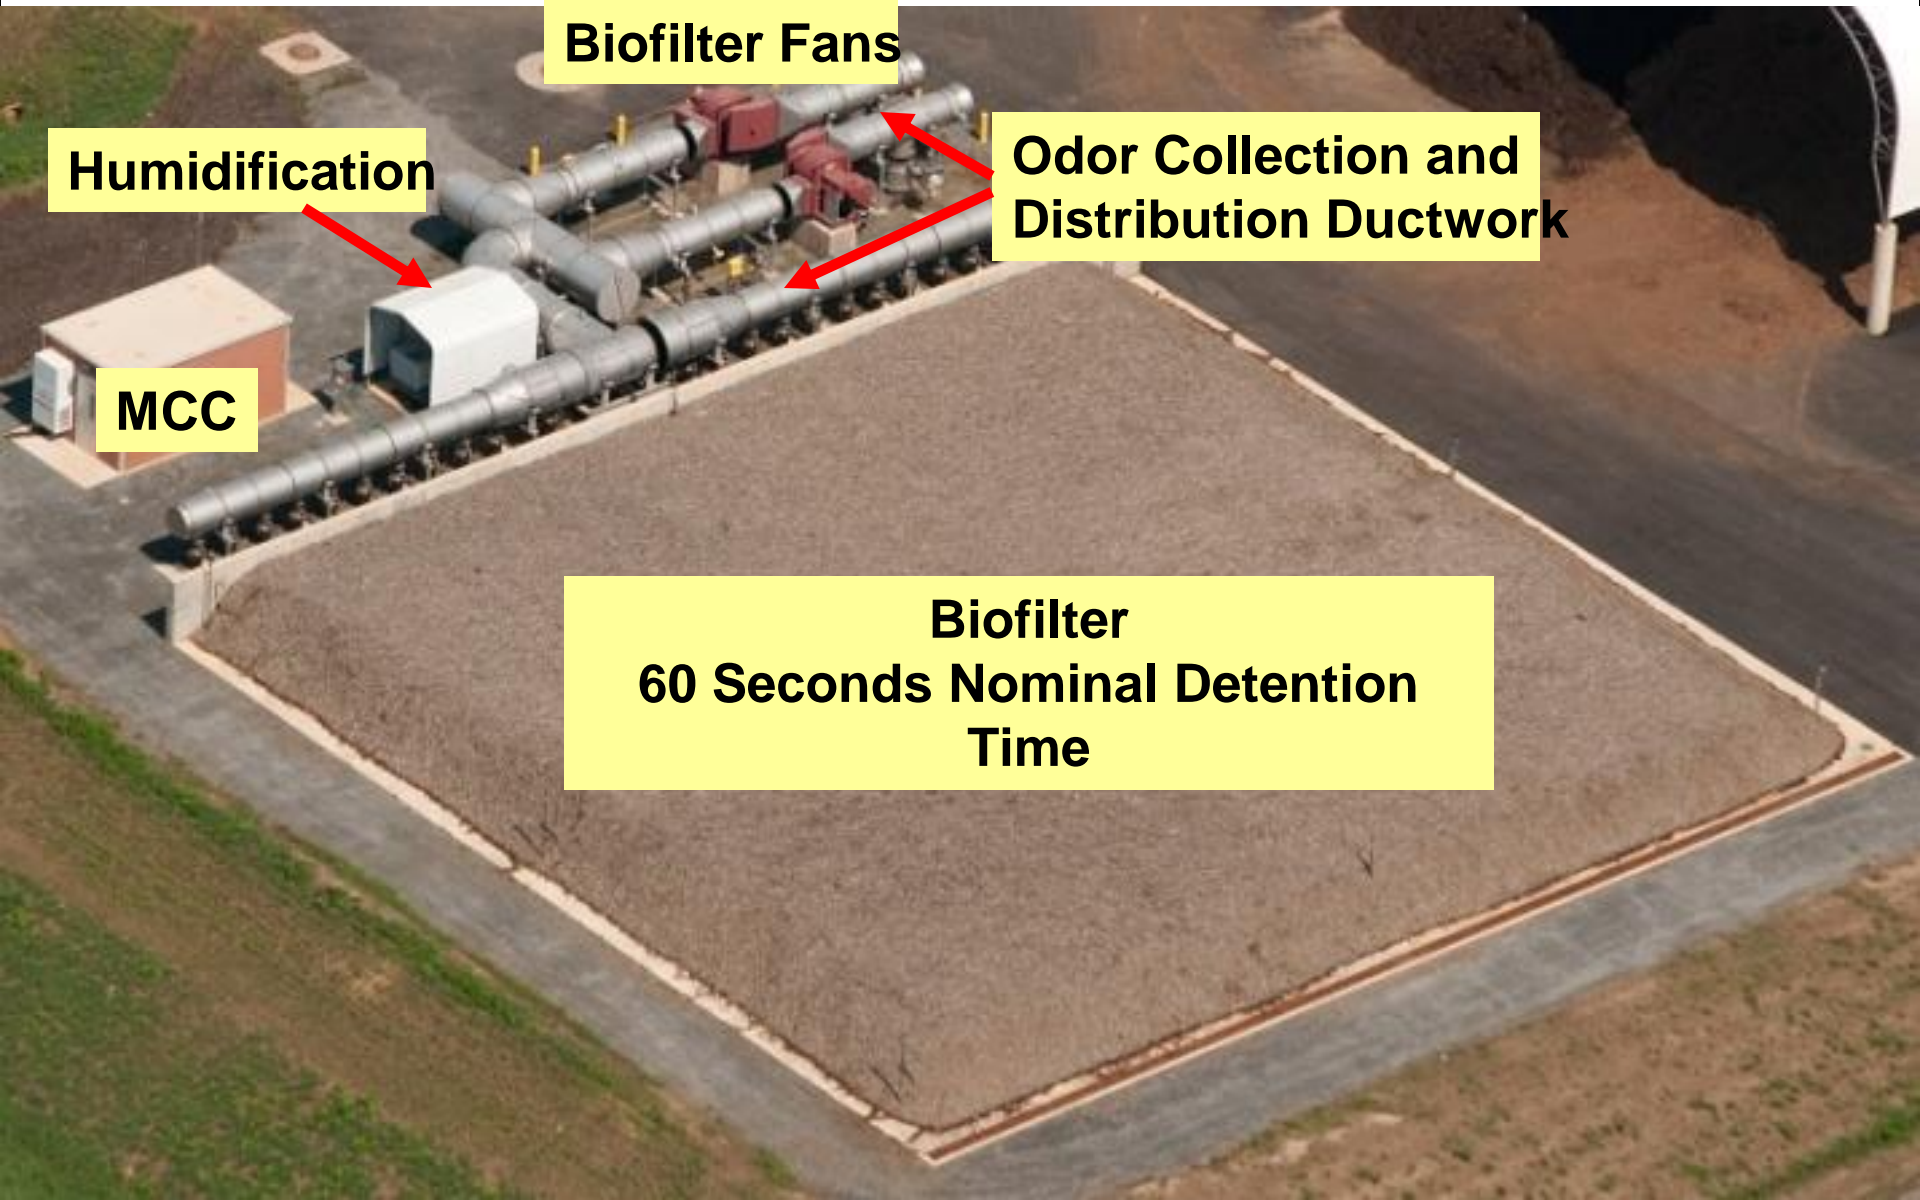 Biofilter Fans
Humidification
Odor Collection and
Distribution Ductwork
MCC
Biofilter
60 Seconds Nominal Detention
Time